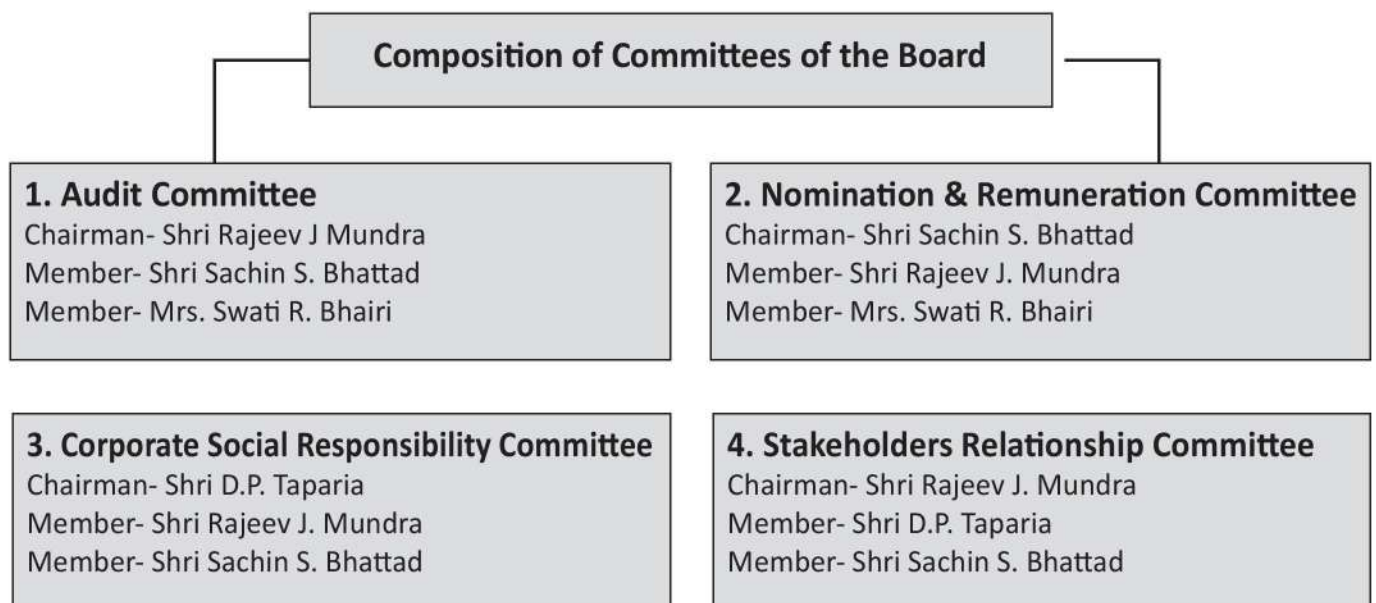 Composition of Committees of the Board
1. Audit Committee
Chairman- Shri Rajeev J Mundra
Member- Shri Sachin S. Bhattad
Member- Mrs. Swati R. Bhairi
2. Nomination & Remuneration Committee
Chairman- Shri Sachin S. Bhattad
Member- Shri Rajeev J. Mundra
Member- Mrs. Swati R. Bhairi
3. Corporate Social Responsibility Committee
Chairman- Shri D.P. Taparia
Member- Shri Rajeev J. Mundra
Member- Shri Sachin S. Bhattad
4. Stakeholders Relationship Committee
Chairman- Shri Rajeev J. Mundra
Member- Shri D.P. Taparia
Member- Shri Sachin S. Bhattad